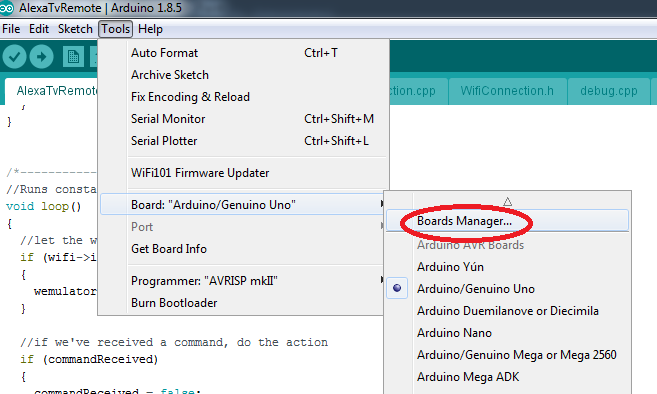 AlexaTvRemote | Arduino 1.8.5
File Edit Sketch Tools Help
AlexaTvRemote ction.cpp WifiConnection.h debug.cpp
Auto Format Ctrl+T
Archive Sketch
Fix Encoding & Reload
Serial Monitor Ctrl+Shift+M
Serial Plotter Ctrl+Shift+L
WiFi101 Firmware Updater
Board: "Arduino/Genuino Uno"
Port
Get Board Info
Programmer: "AVRISP mkII"
Burn Bootloader
Boards Manager...
Arduino AVR Boards
Arduino Yún
Arduino/Genuino Uno
Arduino Duemilanove or Diecimila
Arduino Nano
Arduino/Genuino Mega or Mega 2560
Arduino Mega ADK
}
}
/*------------
//Runs consta
void loop()
{
//let the w
if (wifi->i
{
wemulator
}
//if we've received a command, do the action
if (commandReceived)
{
commandReceived = false;